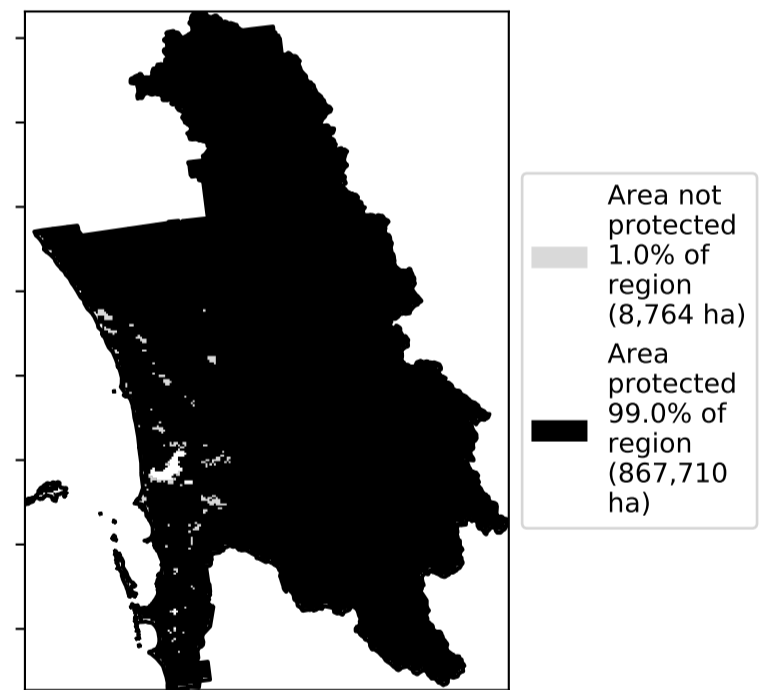 Area not
protected
1.0% of
region
(8,764 ha)
Area
protected
99.0% of
region
(867,710
ha)